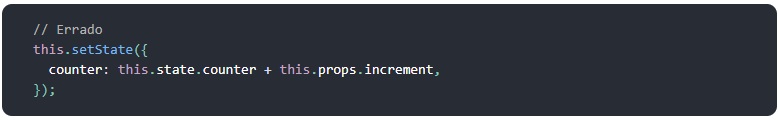 // Errado
this.setState({
  counter: this.state.counter + this.props.increment,
});